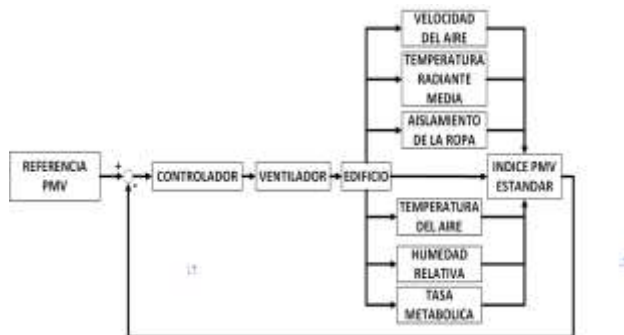 VELOCIDAD
DEL AIRE
TEMPERATURA
RADIANTE
MEDIA
AISLAMIENTO
DE LA ROPA
REFERENCIA
PMV
+
-
CONTROLADOR
VENTILADOR
EDIFICIO
INDICE PMV
ESTANDAR
TEMPERATURA
DEL AIRE
HUMEDAD
RELATIVA
TASA
METABOLICA